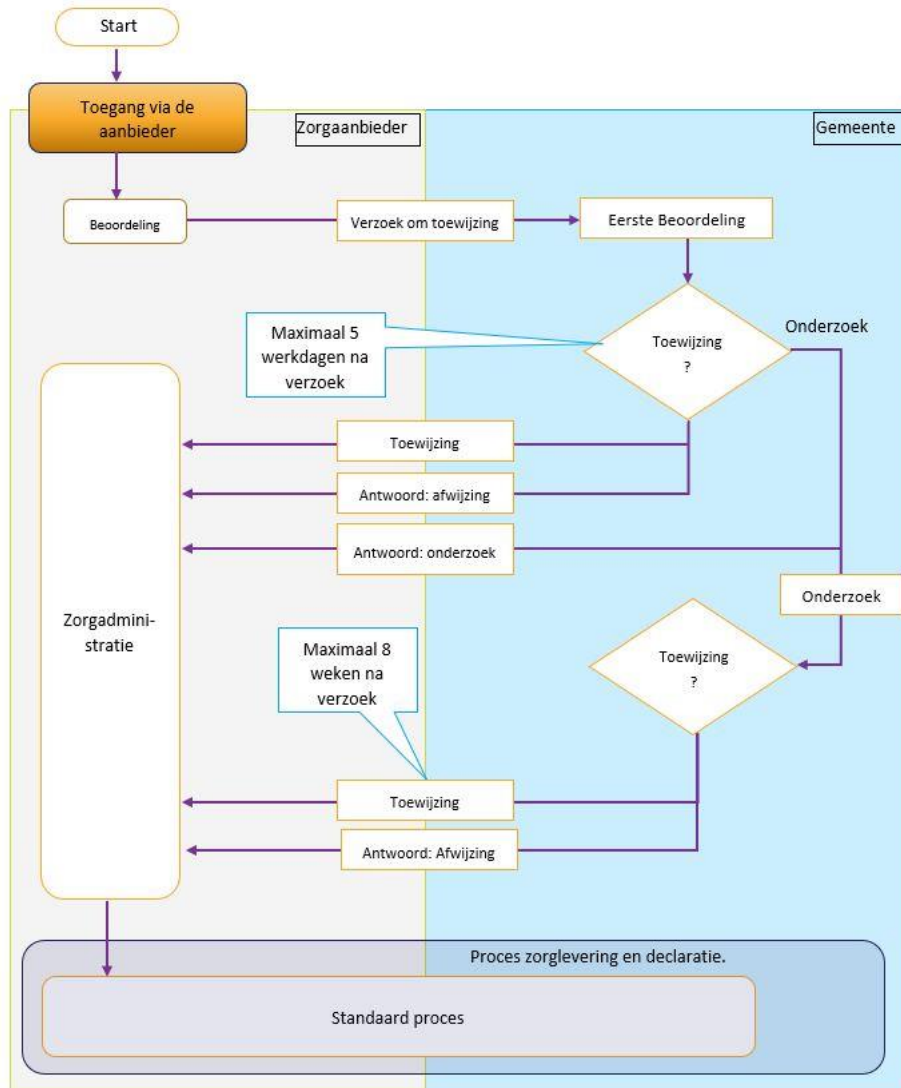 Start
Toegang via de
aanbieder
Zorgaanbieder
Gemeente
Beoordeling
Verzoek om toewijzing
Eerste Beoordeling
Maximaal 5
werkdagen na
verzoek
Toewijzing
?
Onderzoek
Toewijzing
Antwoord: afwijzing
Antwoord: onderzoek
Onderzoek
Zorgadmini-
stratie
Maximaal 8
weken na
verzoek
Toewijzing
?
Toewijzing
Antwoord: Afwijzing
Proces zorglevering en declaratie.
Standaard proces